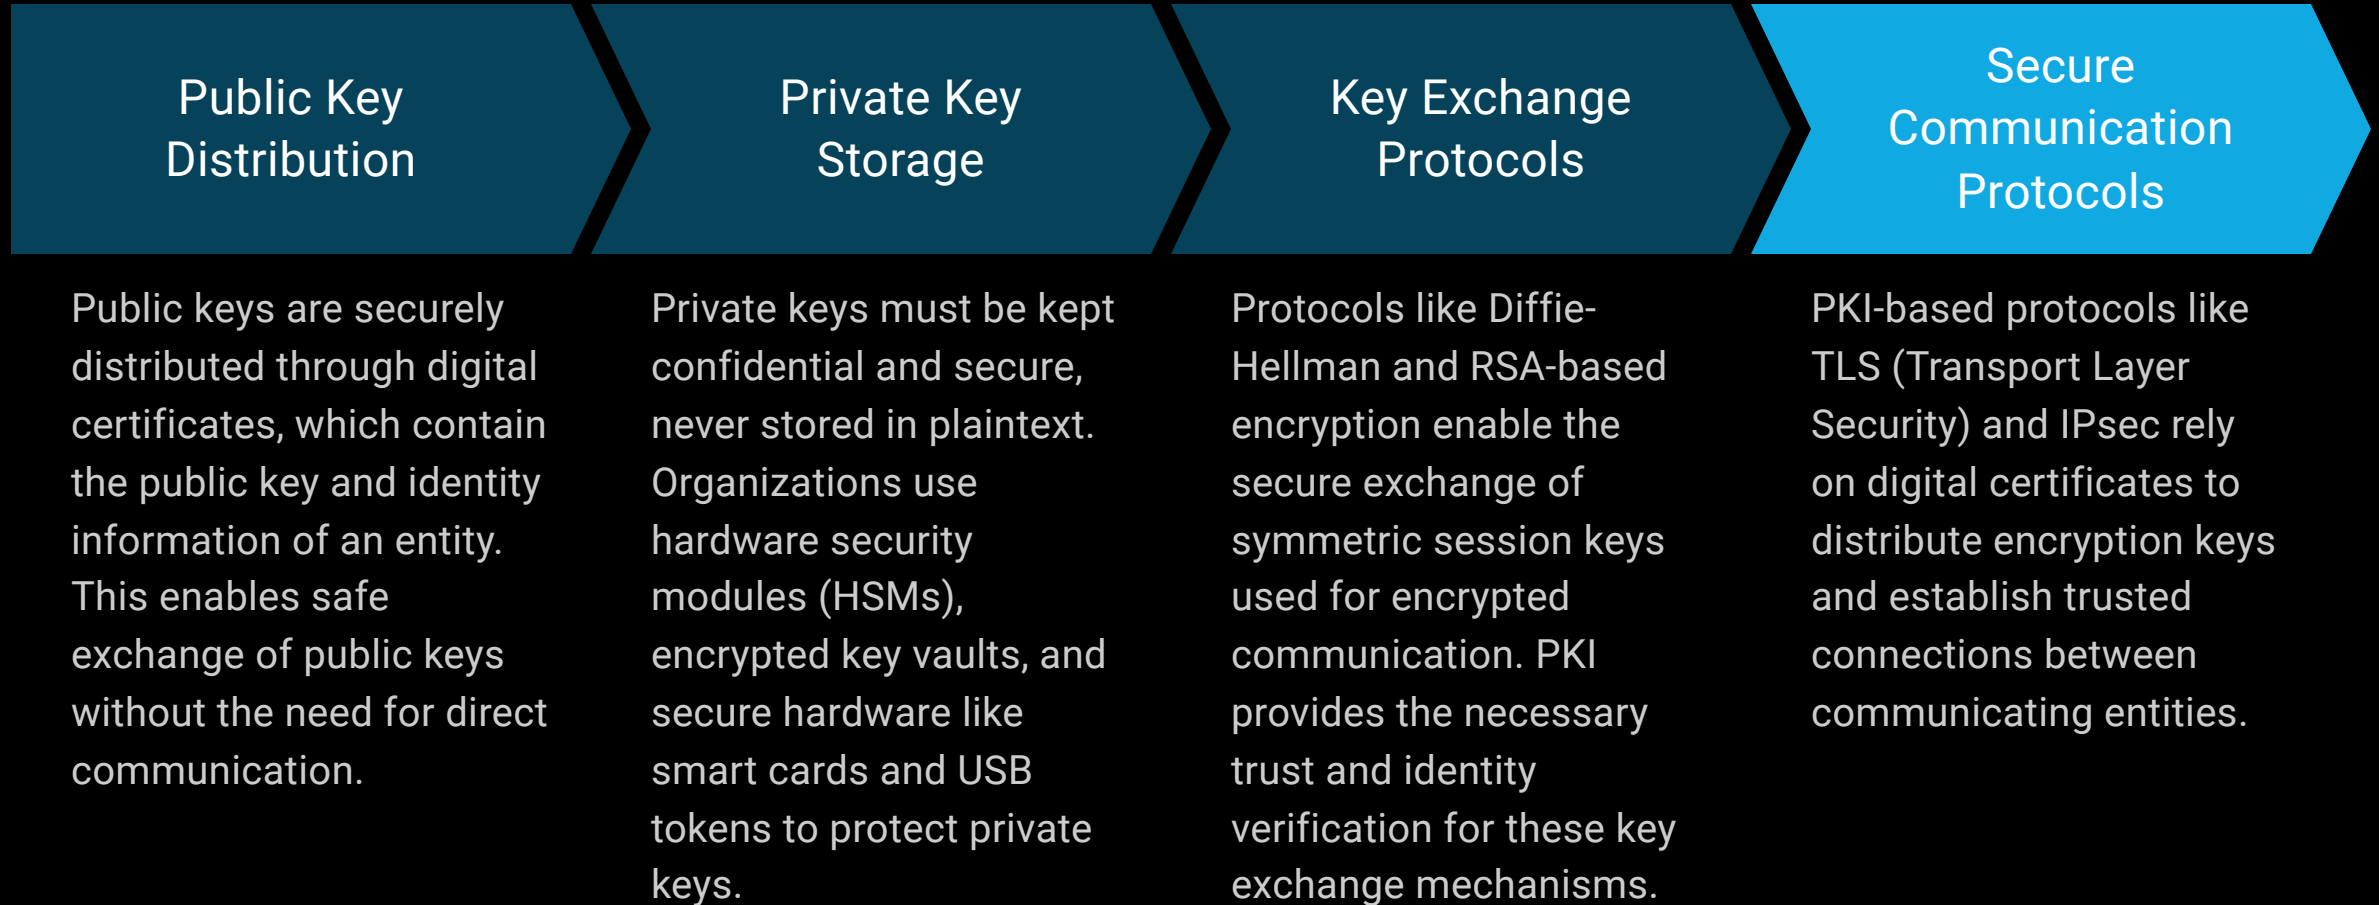 Public Key
Distribution
Private Key
Storage
Key Exchange
Protocols
Secure
Communication
Protocols
Public keys are securely
distributed through digital
certificates, which contain
the public key and identity
information of an entity.
This enables safe
exchange of public keys
without the need for direct
communication.
Private keys must be kept
confidential and secure,
never stored in plaintext.
Organizations use
hardware security
modules (HSMs),
encrypted key vaults, and
secure hardware like
smart cards and USB
tokens to protect private
keys.
Protocols like Diffie-
Hellman and RSA-based
encryption enable the
secure exchange of
symmetric session keys
used for encrypted
communication. PKI
provides the necessary
trust and identity
verification for these key
exchange mechanisms.
PKI-based protocols like
TLS (Transport Layer
Security) and IPsec rely
on digital certificates to
distribute encryption keys
and establish trusted
connections between
communicating entities.